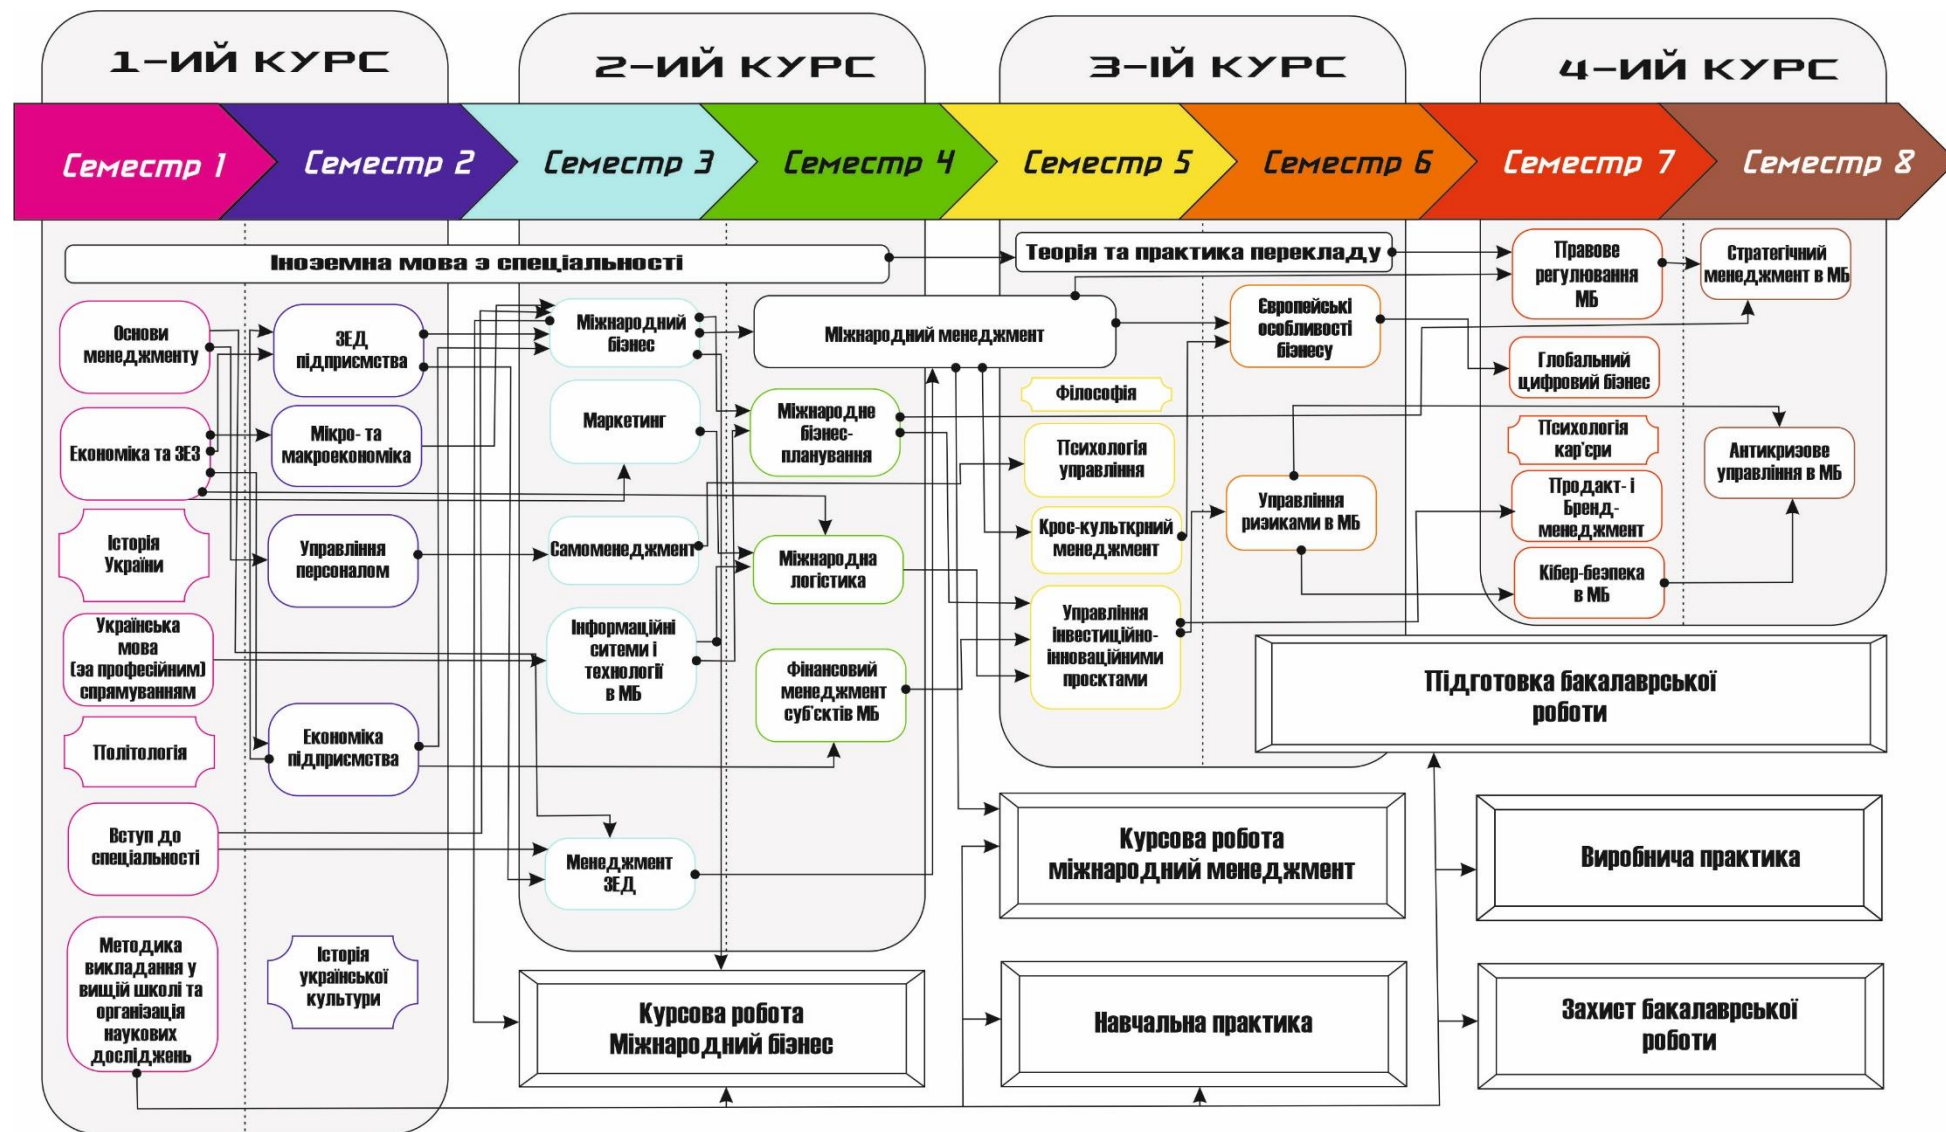 1-ИЙ КУРС
2-ИЙ КУРС
3-ІЙ КУРС
4-ИЙ КУРС
Семестр 1
Семестр 2
Семестр 3
Семестр 4
Семестр 5
Семестр 6
Семестр 7
Семестр 8
Іноземна мова з спеціальності
Теорія та практика перекладу
Основи
менеджменту
Економіка та ЗЕЗ
Історія
України
Українська
мова
(за професійним)
спрямуванням
Політологія
Вступ до
спеціальності
Методика
викладання у
вищій школі та
організація
наукових
досліджень
ЗЕД
підприємства
Мікро- та
макроекономіка
Управління
персоналом
Економіка
підприємства
Історія
української
культури
Міжнародний
бізнес
Маркетинг
Самоменеджмент
Інформаційні
ситеми і
технології
в МБ
Менеджмент
ЗЕД
Міжнародний менеджмент
Міжнародне
бізнес-
планування
Міжнародна
логістика
Фінансовий
менеджмент
суб'єктів МБ
Філософія
Психологія
управління
Крос-культкрний
менеджмент
Управління
інвестиційно-
інноваційними
проєктами
Європейські
особливості
бізнесу
Управління
ризиками в МБ
Правове
регулювання
МБ
Глобальний
цифровий бізнес
Психологія
кар'єри
Продакт- і
Бренд-
менеджмент
Кібер-безпека
в МБ
Стратегічний
менеджмент в МБ
Антикризове
управління в МБ
Підготовка бакалаврської
роботи
Курсова робота
міжнародний менеджмент
Виробнича практика
Курсова робота
Міжнародний бізнес
Навчальна практика
Захист бакалаврської
роботи